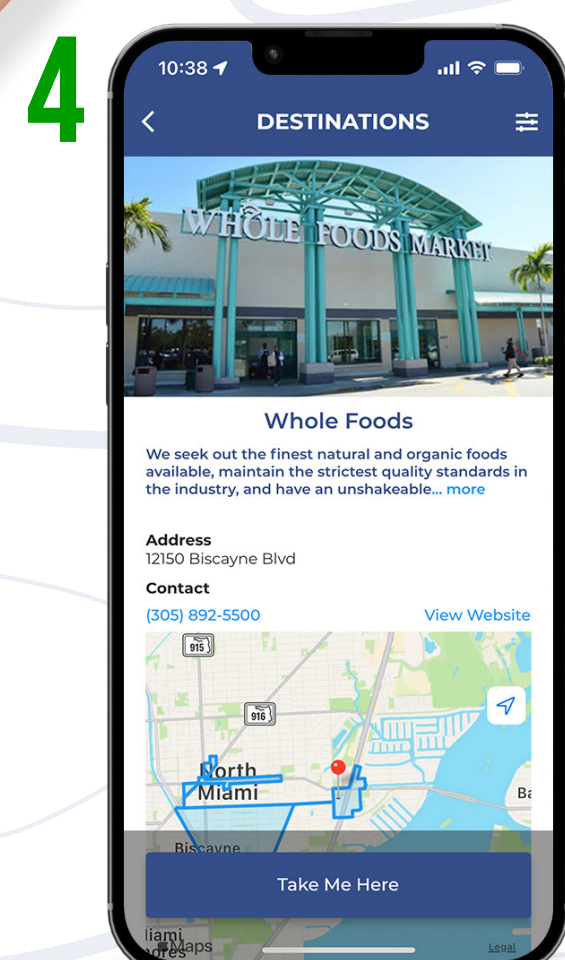 4
10:38
DESTINATIONS
WHOLE FOODS MARKET
Whole Foods
We seek out the finest natural and organic foods
available, maintain the strictest quality standards in
the industry, and have an unshakeable... more
Address
12150 Biscayne Blvd
Contact
(305) 892-5500 View Website
915
916
North
Miami
Ba
Biscayne
Take Me Here
Maps
Legal